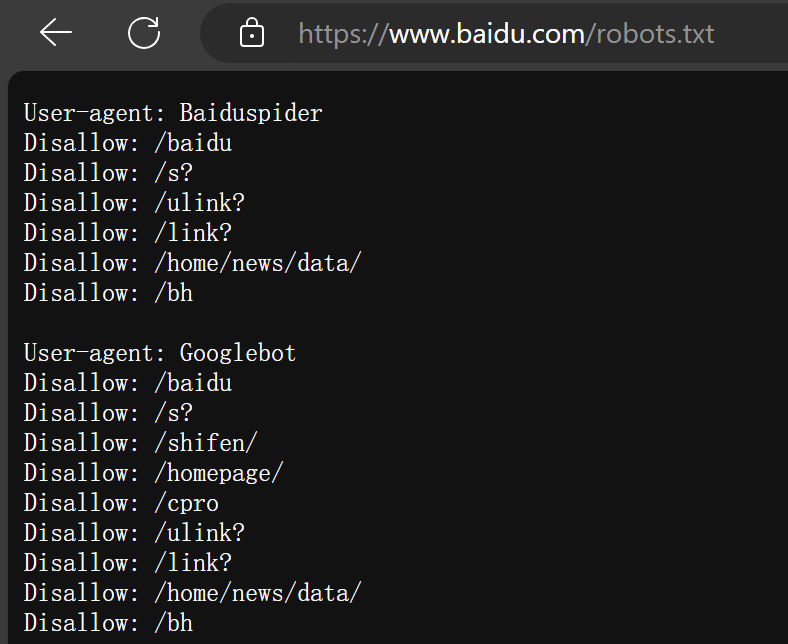 https://www.baidu.com/robots.txt
User-agent: Baiduspider
Disallow: /baidu
Disallow: /s?
Disallow: /ulink?
Disallow: /link?
Disallow: /home/news/data/
Disallow: /bh
User-agent: Googlebot
Disallow: /baidu
Disallow: /s?
Disallow: /shifen/
Disallow: /homepage/
Disallow: /cpro
Disallow: /ulink?
Disallow: /link?
Disallow: /home/news/data/
Disallow: /bh